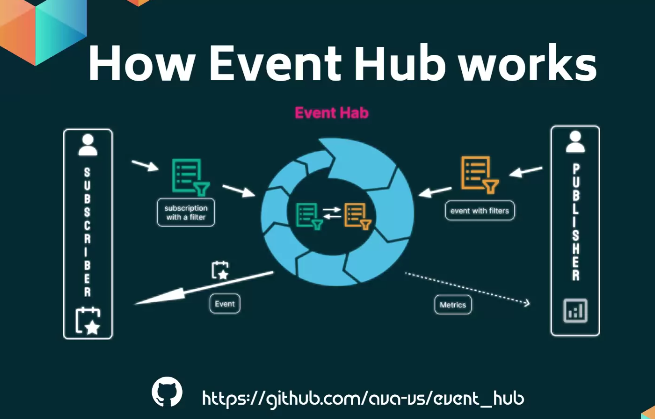 How Event Hub works
Event Hab
SUBSCRIBER
subscription
with a filter
event with filters
PUBLISHER
Event
Metrics
https://github.com/ava-vs/event_hub